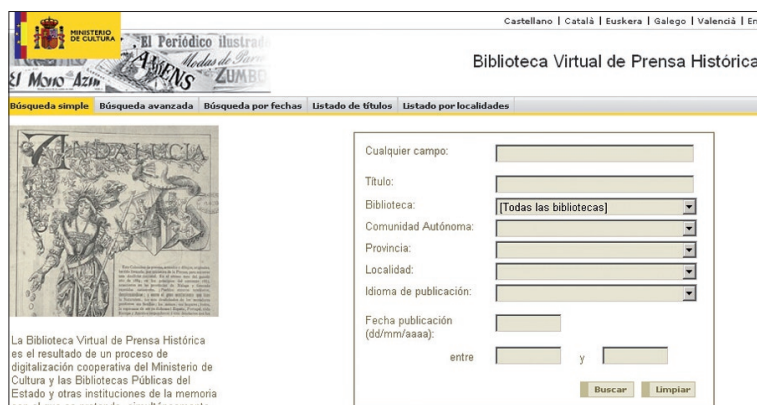 Castellano | Català | Euskera | Galego | Valencià | En
MINISTERIO
DE CULTURA
El Periódico ilustrad
Modas de Par
AMENS
El Mono Azul
ZUMB
Biblioteca Virtual de Prensa Histórica
Búsqueda simple Búsqueda avanzada Búsqueda por fechas Listado de títulos Listado por localidades
ANDALUCIA
Cualquier campo:
Título:
Biblioteca: [Todas las bibliotecas]
Comunidad Autónoma:
Provincia:
Localidad:
Idioma de publicación:
Fecha publicación
(dd/mm/aaaa):
entre y
Buscar Limpiar
La Biblioteca Virtual de Prensa Histórica
es el resultado de un proceso de
digitalización cooperativa del Ministerio de
Cultura y las Bibliotecas Públicas del
Estado y otras instituciones de la memoria